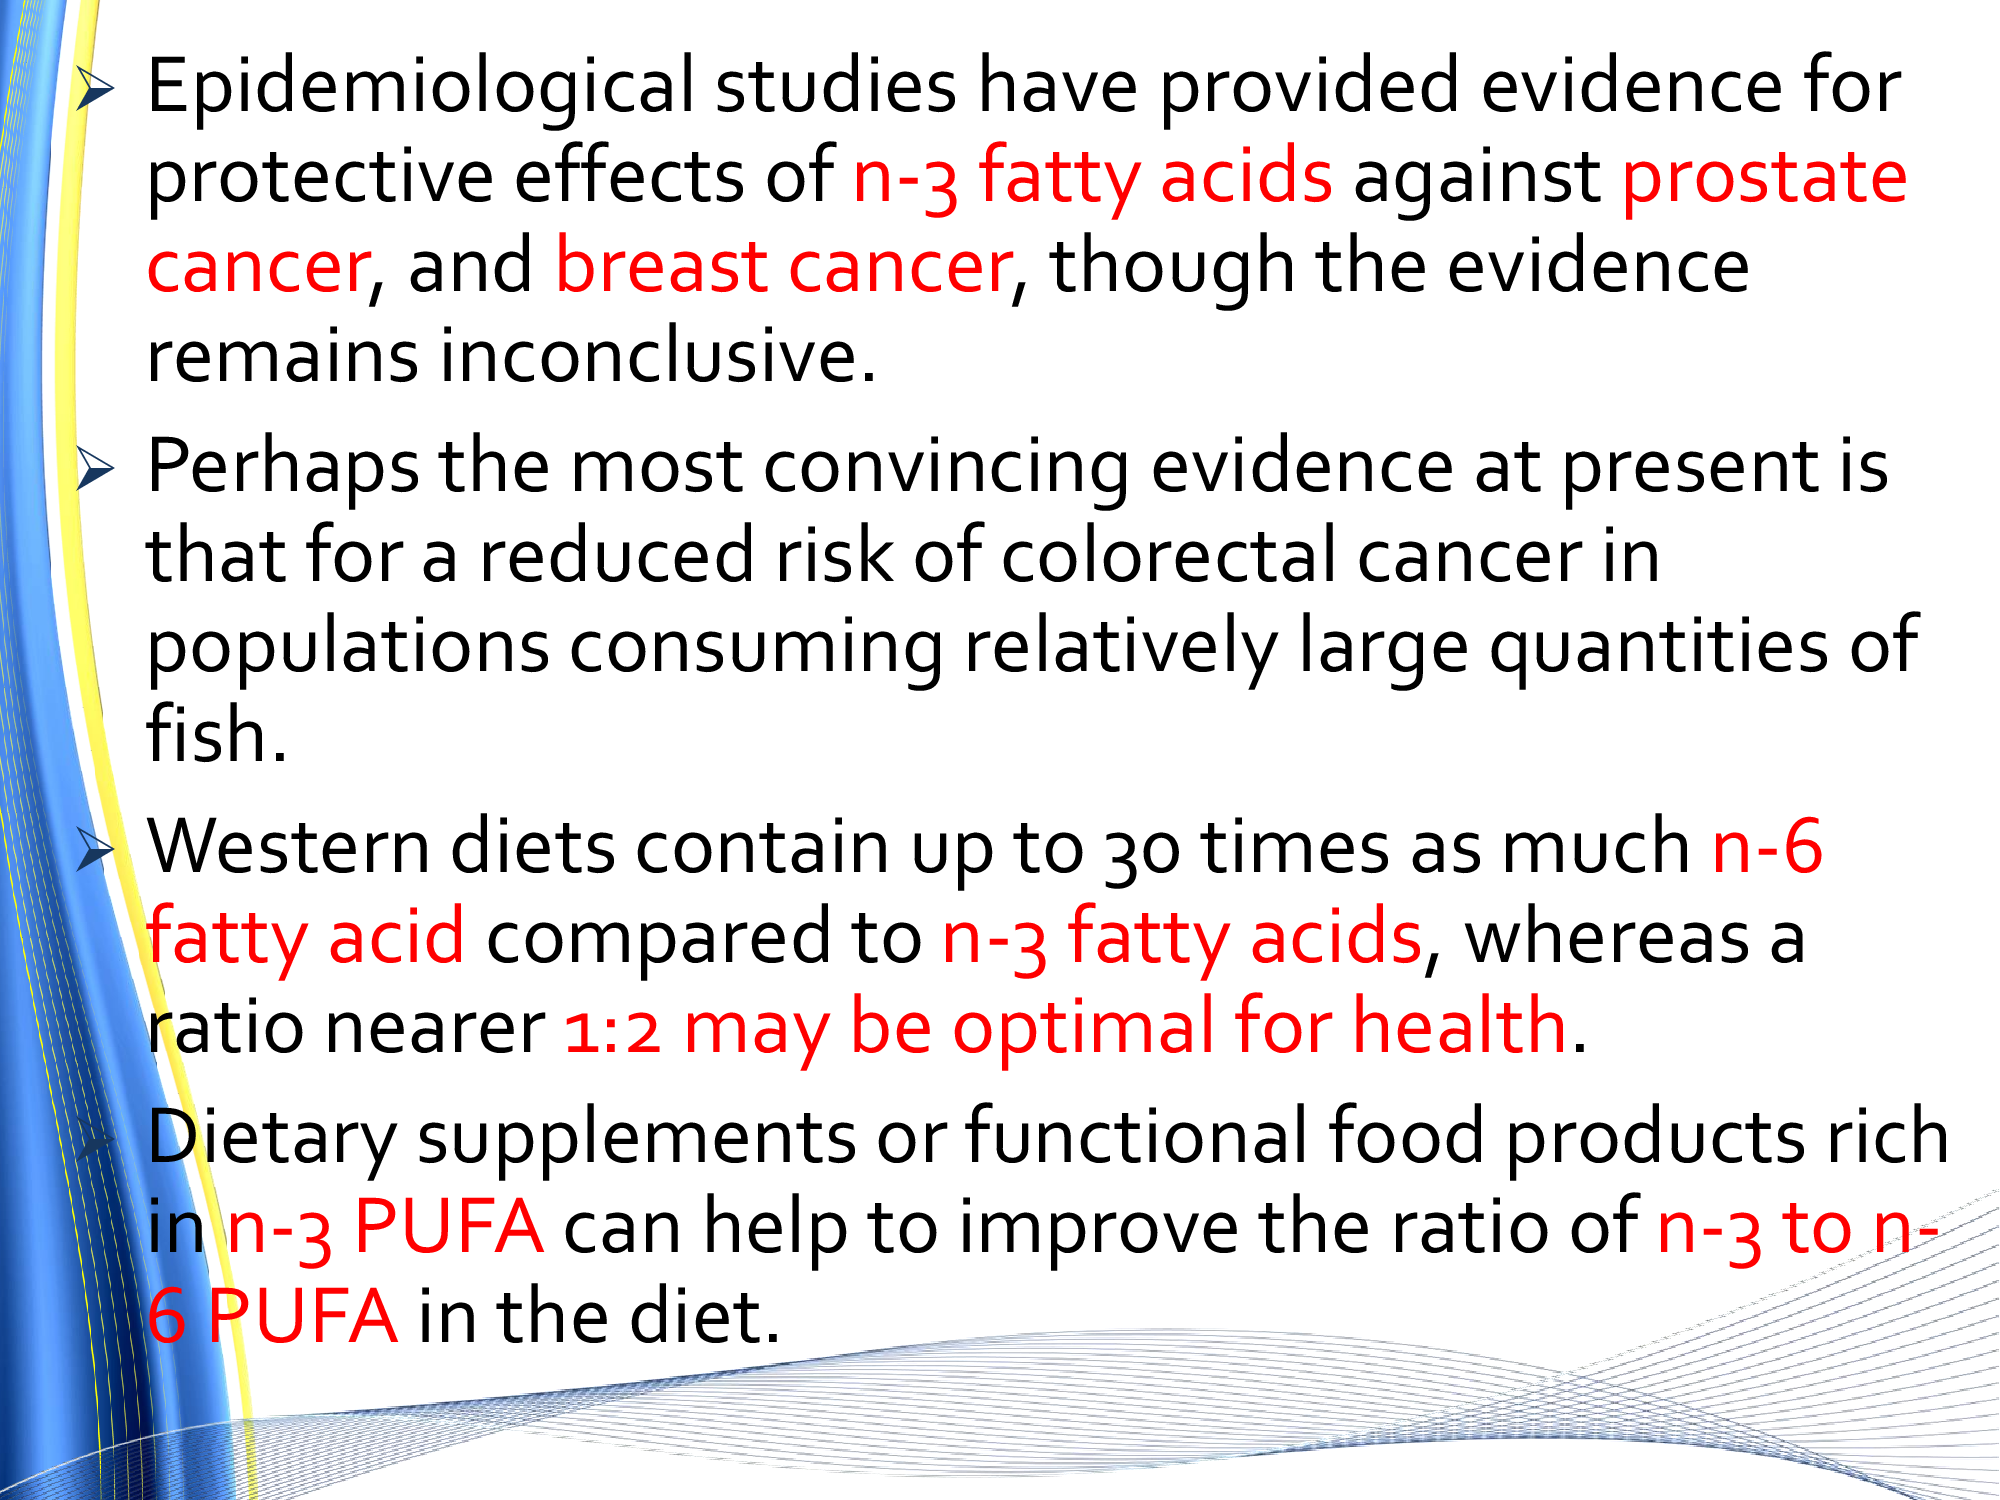 Epidemiological studies have provided evidence for
protective effects of n-3 fatty acids against prostate
cancer, and breast cancer, though the evidence
remains inconclusive.
Perhaps the most convincing evidence at present is
that for a reduced risk of colorectal cancer in
populations consuming relatively large quantities of
fish.
Western diets contain up to 30 times as much n-6
fatty acid compared to n-3 fatty acids, whereas a
ratio nearer 1:2 may be optimal for health.
Dietary supplements or functional food products rich
in n-3 PUFA can help to improve the ratio of n-3 to n-
6 PUFA in the diet.